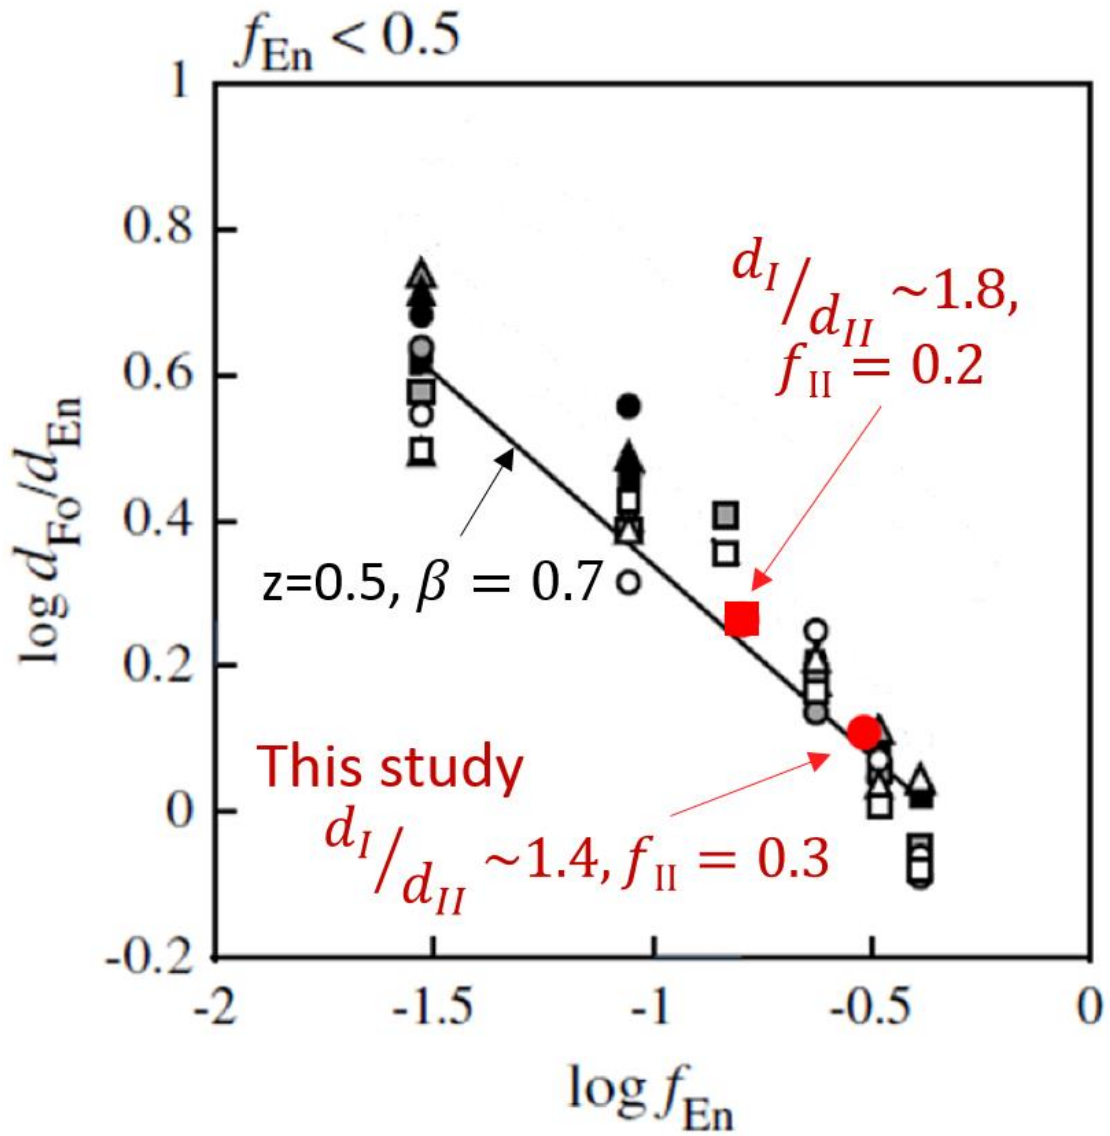 f_En < 0.5
1
0.8
0.6
0.4
0.2
0
-0.2
log d_Fo/d_En
d_I/d_II ~1.8,
f_II = 0.2
z=0.5, β = 0.7
This study
d_I/d_II ~1.4, f_II = 0.3
-2 -1.5 -1 -0.5 0
log f_En